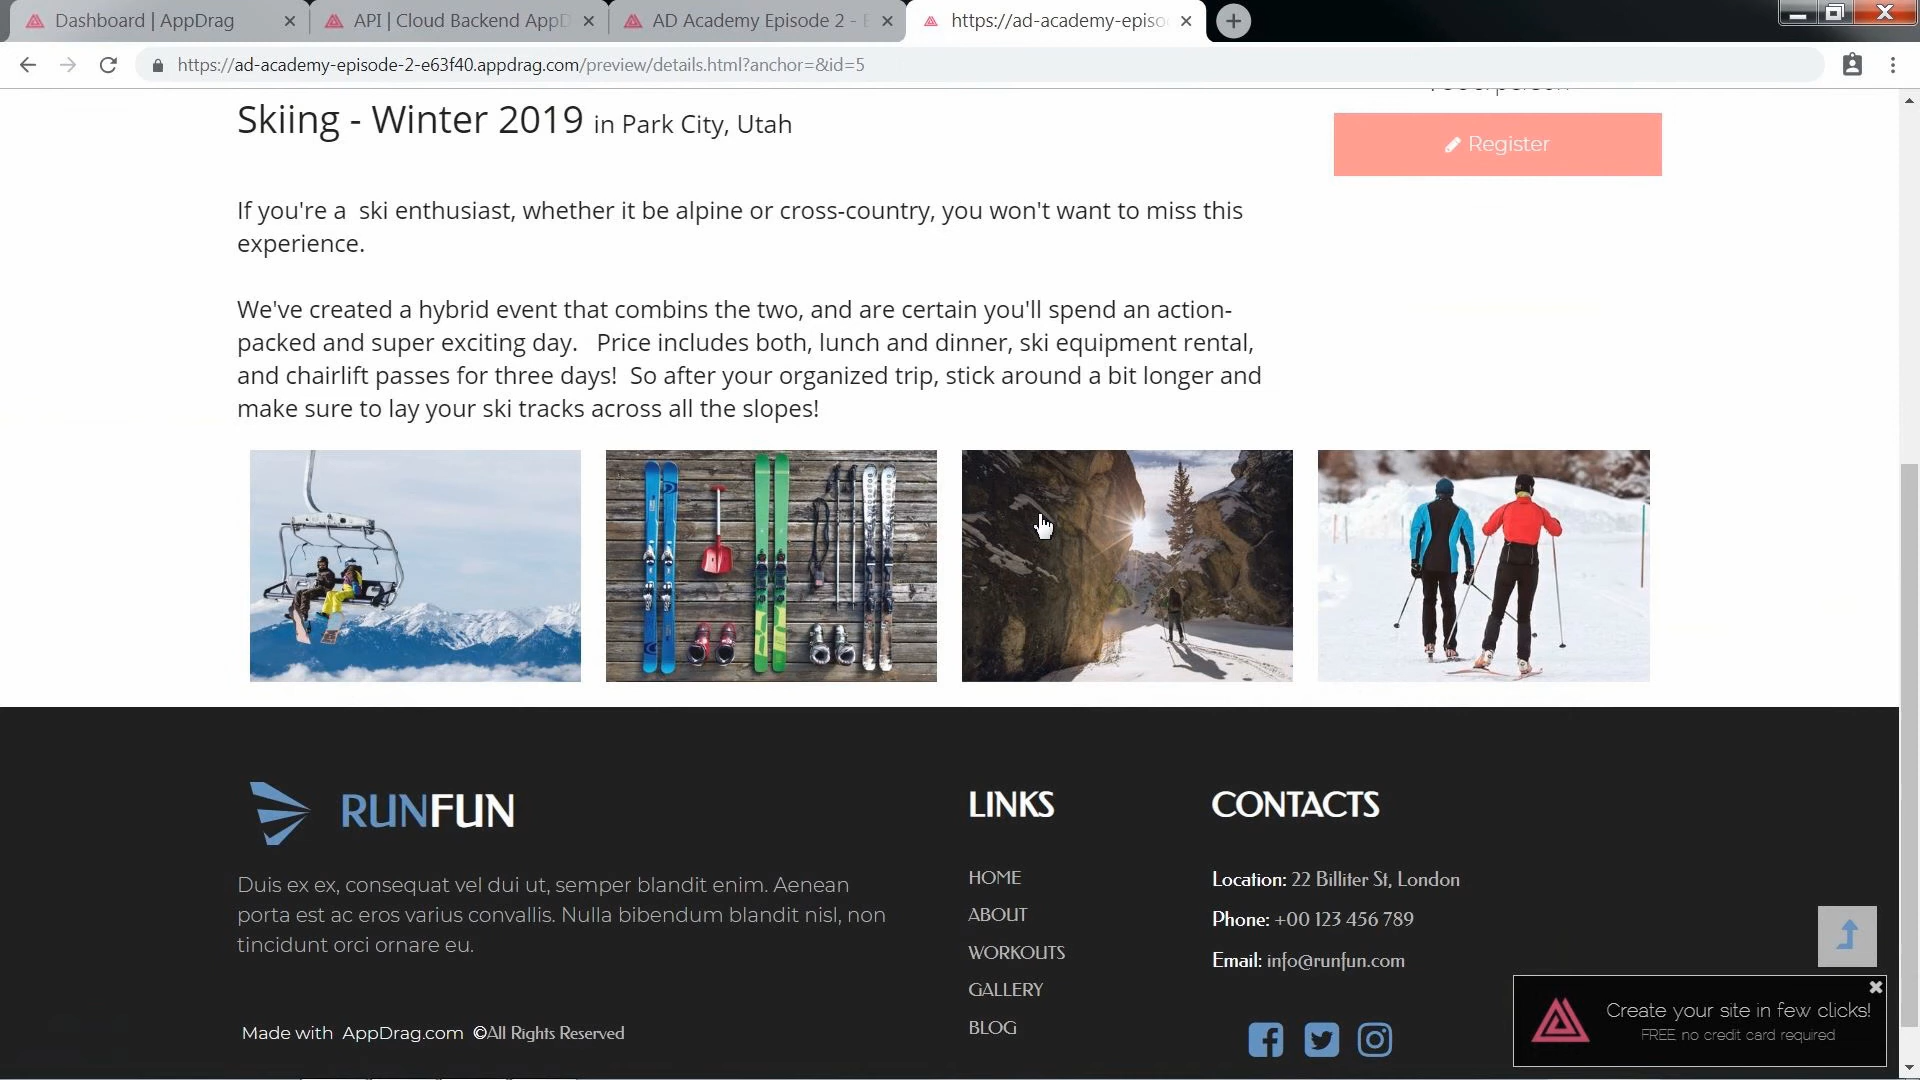 Dashboard | AppDrag
API | Cloud Backend AppD
AD Academy Episode 2 -
https://ad-academy-episo
https://ad-academy-episode-2-e63f40.appdrag.com/preview/details.html?anchor=&id=5
Skiing - Winter 2019 in Park City, Utah
Register
If you're a ski enthusiast, whether it be alpine or cross-country, you won't want to miss this
experience.
We've created a hybrid event that combines the two, and are certain you'll spend an action-
packed and super exciting day. Price includes both, lunch and dinner, ski equipment rental,
and chairlift passes for three days! So after your organized trip, stick around a bit longer and
make sure to lay your ski tracks across all the slopes!
RUNFUN
Duis ex ex, consequat vel dui ut, semper blandit enim. Aenean
porta est ac eros varius convallis. Nulla bibendum blandit nisl, non
tincidunt orci ornare eu.
Made with AppDrag.com ©All Rights Reserved
LINKS
HOME
ABOUT
WORKOUTS
GALLERY
BLOG
CONTACTS
Location: 22 Billiter St, London
Phone: +00 123 456 789
Email: info@runfun.com
Create your site in few clicks!
FREE, no credit card required